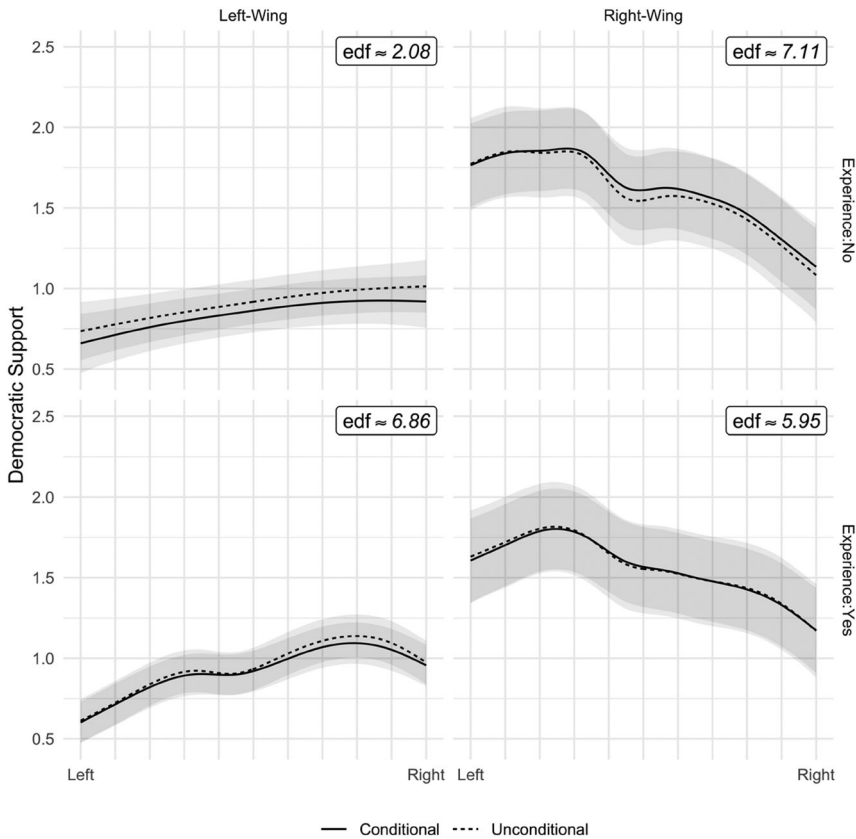 Left-Wing
Right-Wing
Democratic Support
2.5
2.0
1.5
1.0
0.5
edf ≈ 2.08
edf ≈ 7.11
Experience:No
2.5
2.0
1.5
1.0
0.5
edf ≈ 6.86
edf ≈ 5.95
Experience:Yes
Left
Right
Left
Right
Conditional
Unconditional